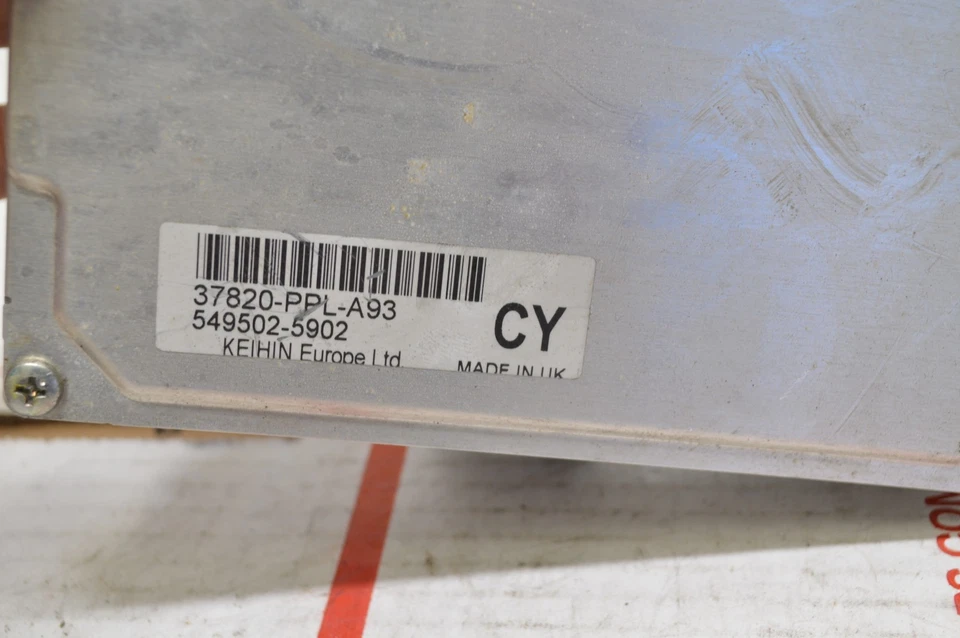 37820-PPL-A93
549502-5902
CY
KEIHIN Europe Ltd.
MADE IN UK